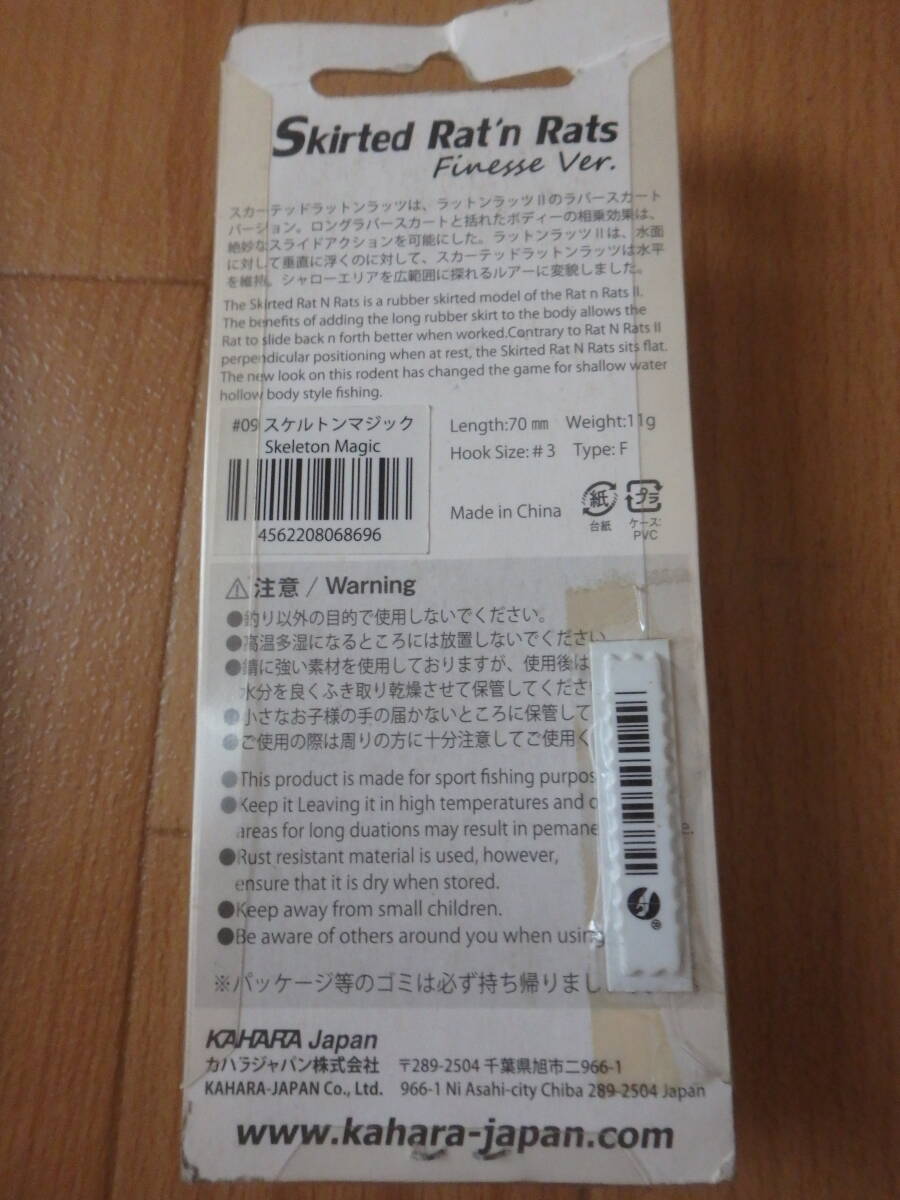 Skirted Rat'n Rats
Finesse Ver.
スカーテッドラットンラッツは、ラットンラッツⅡのラバースカート
バージョン。ロングラバースカートと括れたボディーの相乗効果は、
絶妙なスライドアクションを可能にした。ラットンラッツⅡは、水面
に対して垂直に浮くのに対して、スカーテッドラットンラッツは水平
を維持。シャローエリアを広範囲に探れるルアーに変貌しました。
The Skirted Rat N Rats is a rubber skirted model of the Rat n Rats II.
The benefits of adding the long rubber skirt to the body allows the
Rat to slide back n forth better when worked.Contrary to Rat N Rats II
perpendicular positioning when at rest, the Skirted Rat N Rats sits flat.
The new look on this rodent has changed the game for shallow water
hollow body style fishing.
#09 スケルトンマジック
Skeleton Magic
4562208068696
Length:70 mm Weight:11g
Hook Size:#3 Type: F
Made in China
紙
台紙
プラ
ケース:
PVC
注意 / Warning
●釣り以外の目的で使用しないでください。
●高温多湿になるところには放置しないでください
●錆に強い素材を使用しておりますが、使用後は
水分を良くふき取り乾燥させて保管してくださ
●小さなお子様の手の届かないところに保管して
●ご使用の際は周りの方に十分注意してご使用く
●This product is made for sport fishing purpos
●Keep it Leaving it in high temperatures and
areas for long duations may result in pemane e.
●Rust resistant material is used, however,
ensure that it is dry when stored.
●Keep away from small children.
●Be aware of others around you when using
※パッケージ等のゴミは必ず持ち帰りまし
KAHARA Japan
カハラジャパン株式会社 〒289-2504 千葉県旭市ニ966-1
KAHARA-JAPAN Co., Ltd. 966-1 Ni Asahi-city Chiba 289-2504 Japan
www.kahara-japan.com